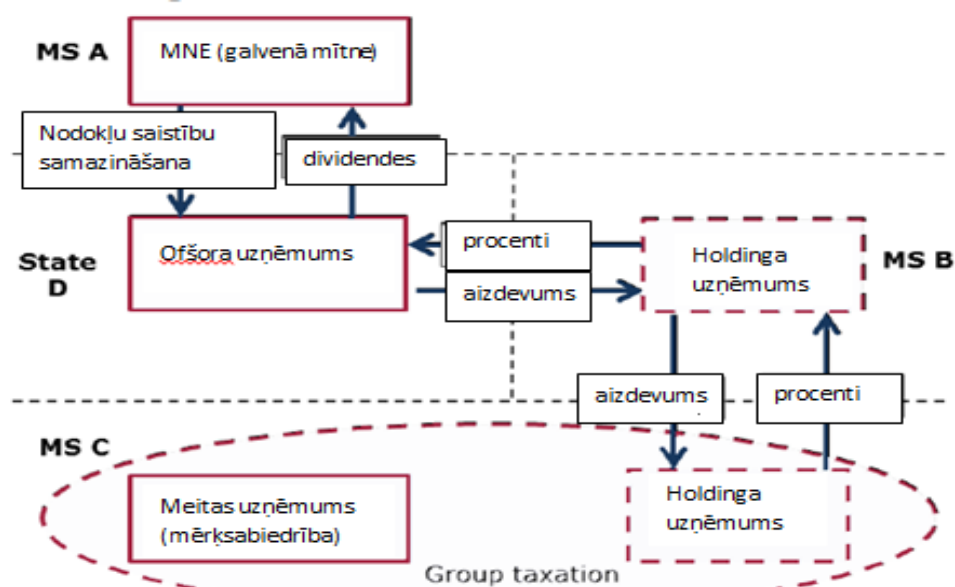 MS A
MNE (galvenā mītne)
Nodokļu saistību
samazināšana
dividendes
State
D
Ofšora uzņēmums
procenti
aizdevums
Holdinga
uzņēmums
MS B
aizdevums
procenti
MS C
Meitas uzņēmums
(mērķsabiedrība)
Holdinga
uzņēmums
Group taxation